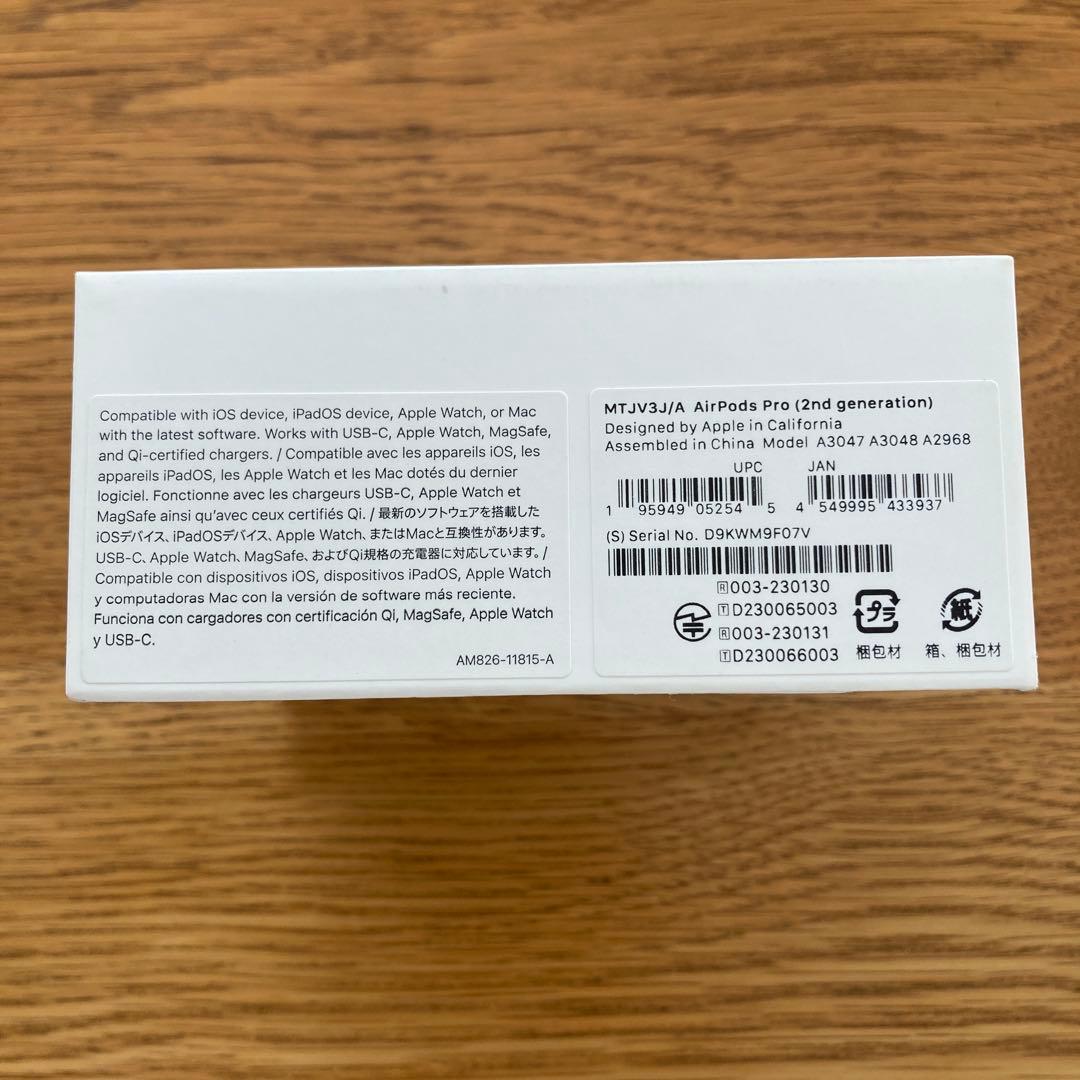 Compatible with iOS device, iPadOS device, Apple Watch, or Mac
with the latest software. Works with USB-C, Apple Watch, MagSafe,
and Qi-certified chargers. / Compatible avec les appareils iOS, les
appareils iPadOS, les Apple Watch et les Mac dotés du dernier
logiciel. Fonctionne avec les chargeurs USB-C, Apple Watch et
MagSafe ainsi qu'avec ceux certifiés Qi. / 最新のソフトウェアを搭載した
iOSデバイス、iPadOSデバイス、Apple Watch、またはMacと互換性があります。
USB-C、Apple Watch、MagSafe、およびQi規格の充電器に対応しています。/
Compatible con dispositivos iOS, dispositivos iPadOS, Apple Watch
y computadoras Mac con la versión de software más reciente.
Funciona con cargadores con certificación Qi, MagSafe, Apple Watch
y USB-C.
AM826-11815-A
MTJV3J/A AirPods Pro (2nd generation)
Designed by Apple in California
Assembled in China Model A3047 A3048 A2968
UPC JAN
1 95949 05254 5 4 549995 433937
(S) Serial No. D9KWM9F07V
R 003-230130
T D230065003
R 003-230131
T D230066003
プラ 紙
梱包材 箱、梱包材